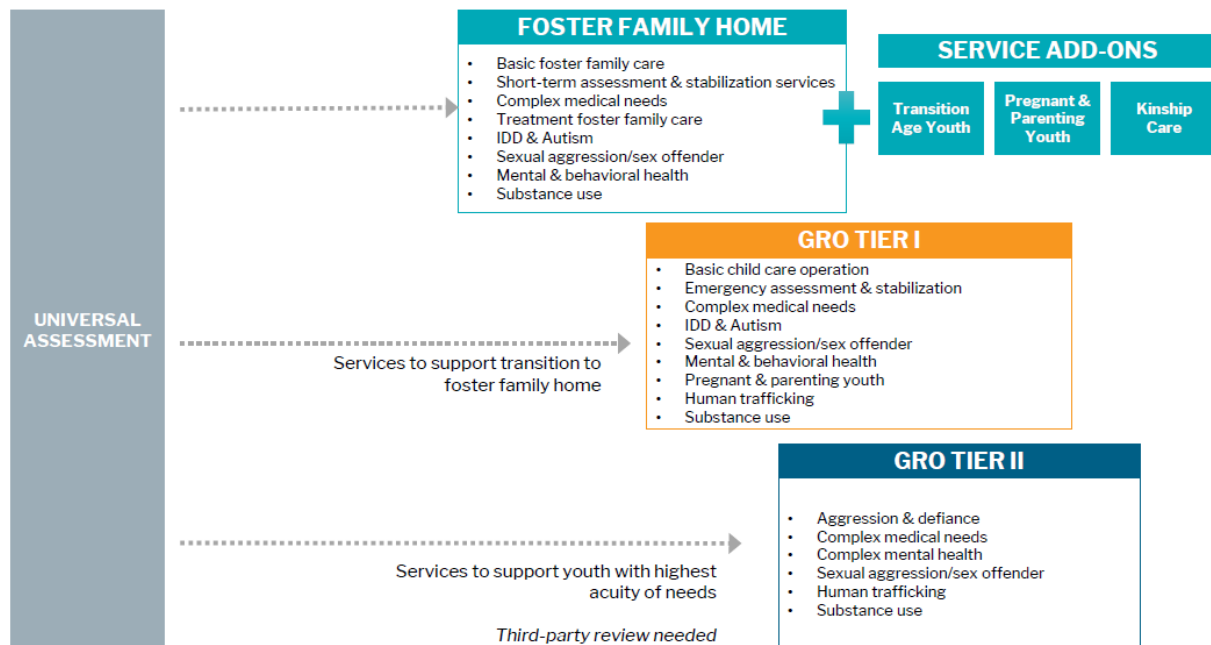 UNIVERSAL
ASSESSMENT
FOSTER FAMILY HOME
• Basic foster family care
• Short-term assessment & stabilization services
• Complex medical needs
• Treatment foster family care
• IDD & Autism
• Sexual aggression/sex offender
• Mental & behavioral health
• Substance use
SERVICE ADD-ONS
Transition
Age Youth
Pregnant &
Parenting
Youth
Kinship
Care
Services to support transition to
foster family home
GRO TIER I
• Basic child care operation
• Emergency assessment & stabilization
• Complex medical needs
• IDD & Autism
• Sexual aggression/sex offender
• Mental & behavioral health
• Pregnant & parenting youth
• Human trafficking
• Substance use
Services to support youth with highest
acuity of needs
Third-party review needed
GRO TIER II
• Aggression & defiance
• Complex medical needs
• Complex mental health
• Sexual aggression/sex offender
• Human trafficking
• Substance use